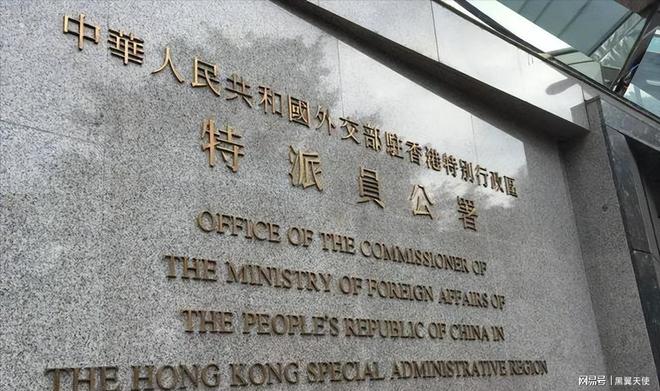 中華人民共和國外交部駐香港特別行政區
特派員公署
OFFICE OF THE COMMISSIONER OF
THE MINISTRY OF FOREIGN AFFAIRS OF
THE PEOPLE'S REPUBLIC OF CHINA IN
THE HONG KONG SPECIAL ADMINISTRATIVE REGION
网易号 | 黑翼天使